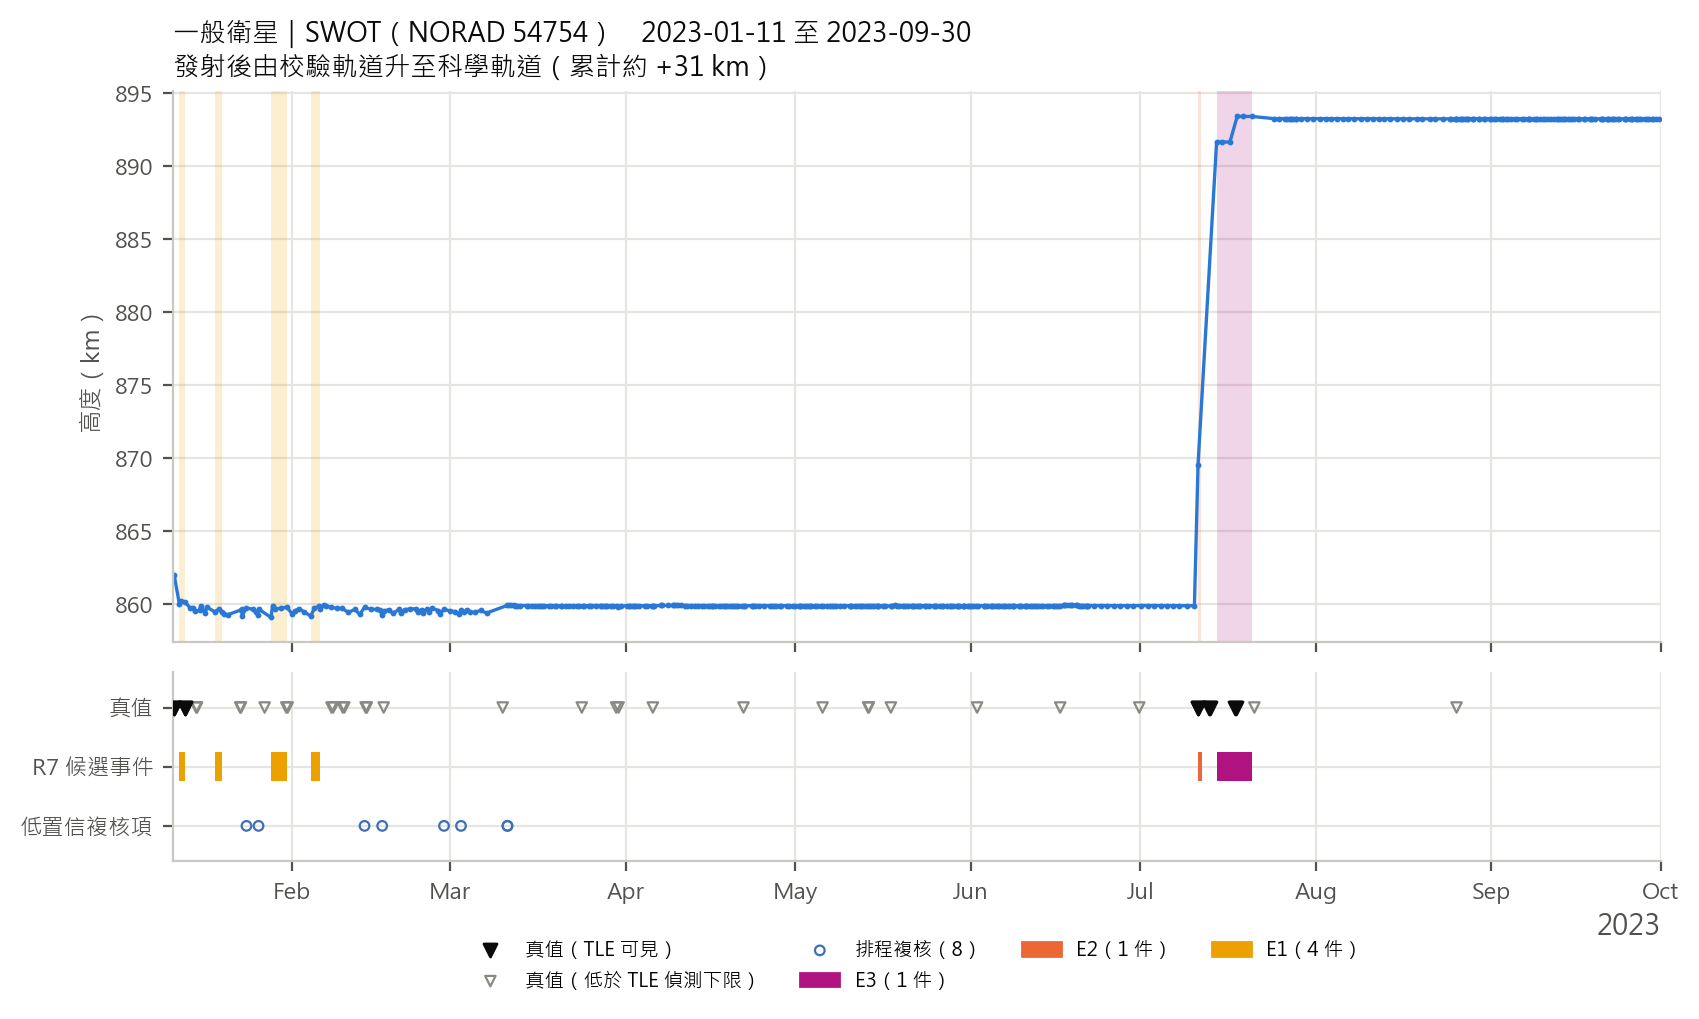 一般衛星｜SWOT（NORAD 54754）　2023-01-11 至 2023-09-30
發射後由校驗軌道升至科學軌道（累計約 +31 km）
895
890
885
880
875
870
865
860
高度（km）
真值
R7 候選事件
低置信複核項
Feb
Mar
Apr
May
Jun
Jul
Aug
Sep
Oct
2023
真值（TLE 可見）
排程複核（8）
E2（1 件）
E1（4 件）
真值（低於 TLE 偵測下限）
E3（1 件）